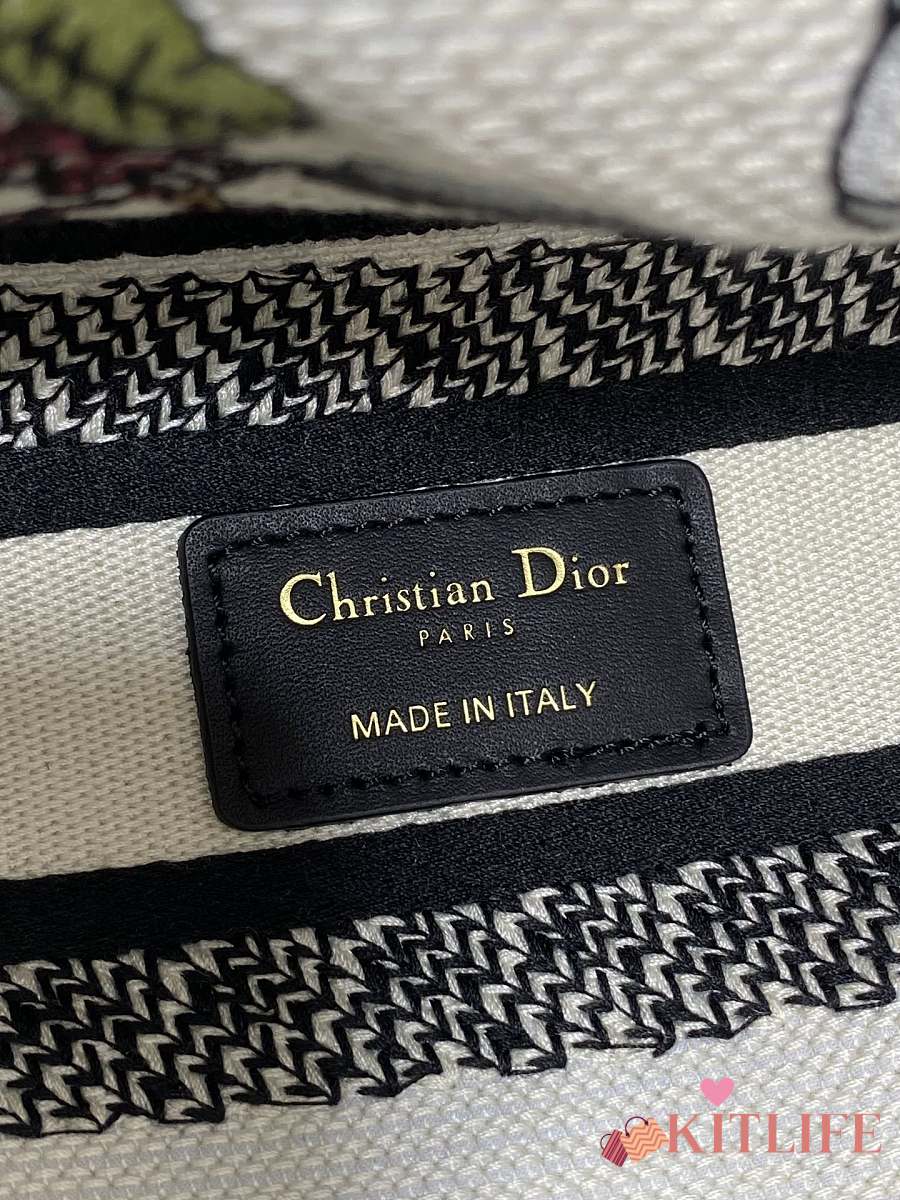 Christian Dior
PARIS
MADE IN ITALY
KITLIFE